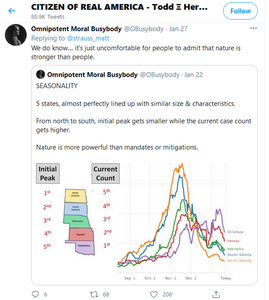 CITIZEN OF REAL AMERICA - Todd Ξ Her...
88.9K Tweets
Follow
Omnipotent Moral Busybody @OBusybody · Jan 27
Replying to @strauss_matt
We do know... it's just uncomfortable for people to admit that nature is
stronger than people.
Omnipotent Moral Busybody @OBusybody · Jan 22
SEASONALITY
5 states, almost perfectly lined up with similar size & characteristics.
From north to south, initial peak gets smaller while the current case count
gets higher.
Nature is more powerful than mandates or mitigations.
Initial
Peak
Current
Count
1st
2nd
3rd
4th
5th
5th
4th
3rd
2nd
1st
Oklahoma
Kansas
Nebraska
South Dakota
North Dakota
Sep 1
Oct 1
Nov 1
Dec 1
Today
6
68
208